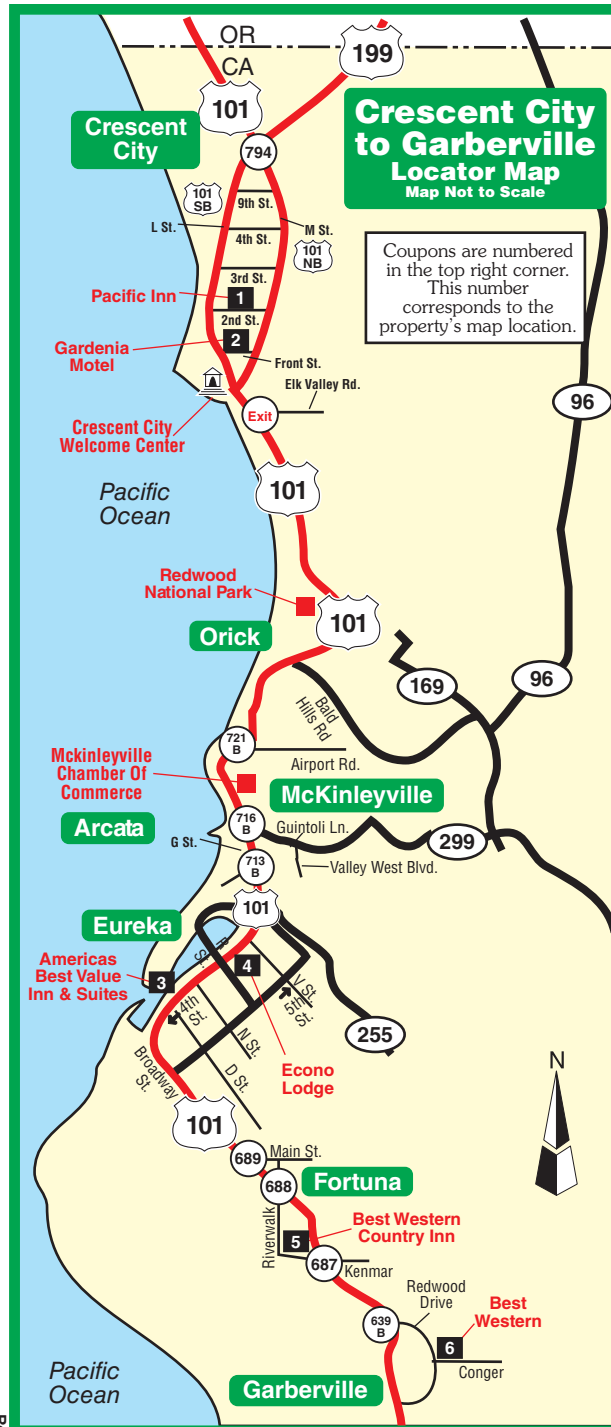 OR
CA
199
101
Crescent
City
Crescent City
to Garberville
Locator Map
Map Not to Scale
794
101
SB
9th St.
L St.
M St.
4th St.
101
NB
Coupons are numbered
in the top right corner.
This number
corresponds to the
property's map location.
3rd St.
Pacific Inn
1
2nd St.
Gardenia
Motel
2
Front St.
Elk Valley Rd.
96
Exit
Crescent City
Welcome Center
101
Pacific
Ocean
Redwood
National Park
101
Orick
169
96
Bald
Hills Rd
721
B
Airport Rd.
Mckinleyville
Chamber Of
Commerce
McKinleyville
Arcata
716
B
Guintoli Ln.
299
G St.
713
B
Valley West Blvd.
101
Eureka
Americas
Best Value
Inn & Suites
3
R
St.
4
V St.
5th
St.
4th
St.
N St.
255
Econo
Lodge
Broadway
St.
D St.
N
101
689
Main St.
688
Fortuna
Riverwalk
5
Best Western
Country Inn
687
Kenmar
Redwood
Drive
639
B
Best
Western
6
Conger
Pacific
Ocean
Garberville